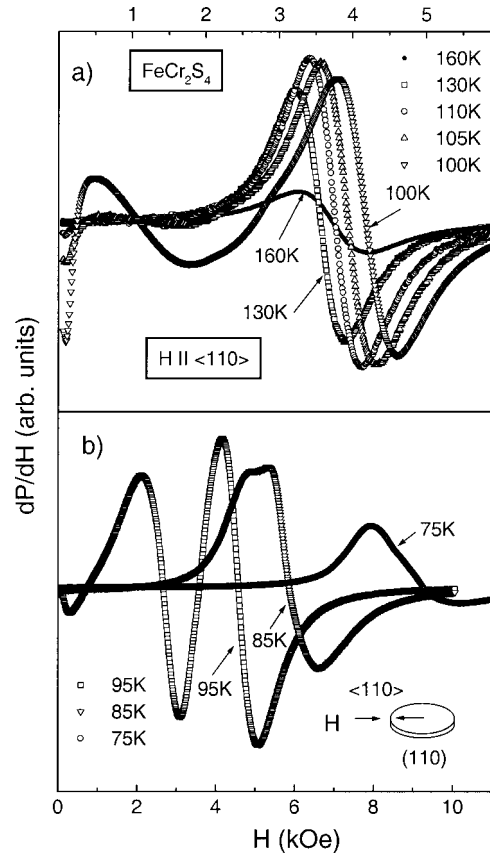 1 2 3 4 5
a)
FeCr₂S₄
160K
130K
110K
105K
100K
100K
160K
130K
H II <110>
dP/dH (arb. units)
b)
75K
85K
95K
95K
85K
75K
<110>
H
(110)
0 2 4 6 8 10
H (kOe)